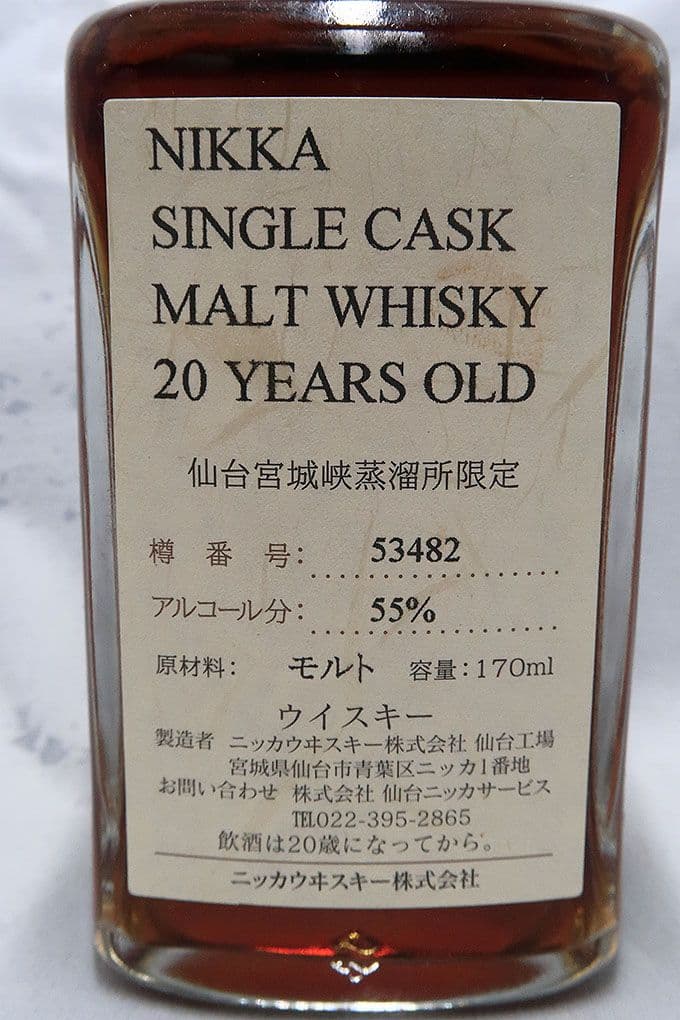 NIKKA
SINGLE CASK
MALT WHISKY
20 YEARS OLD
仙台宮城峡蒸溜所限定
樽番号: 53482
アルコール分: 55%
原材料: モルト 容量:170ml
ウイスキー
製造者 ニッカウヰスキー株式会社 仙台工場
宮城県仙台市青葉区ニッカ1番地
お問い合わせ 株式会社 仙台ニッカサービス
TEL022-395-2865
飲酒は20歳になってから。
ニッカウヰスキー株式会社